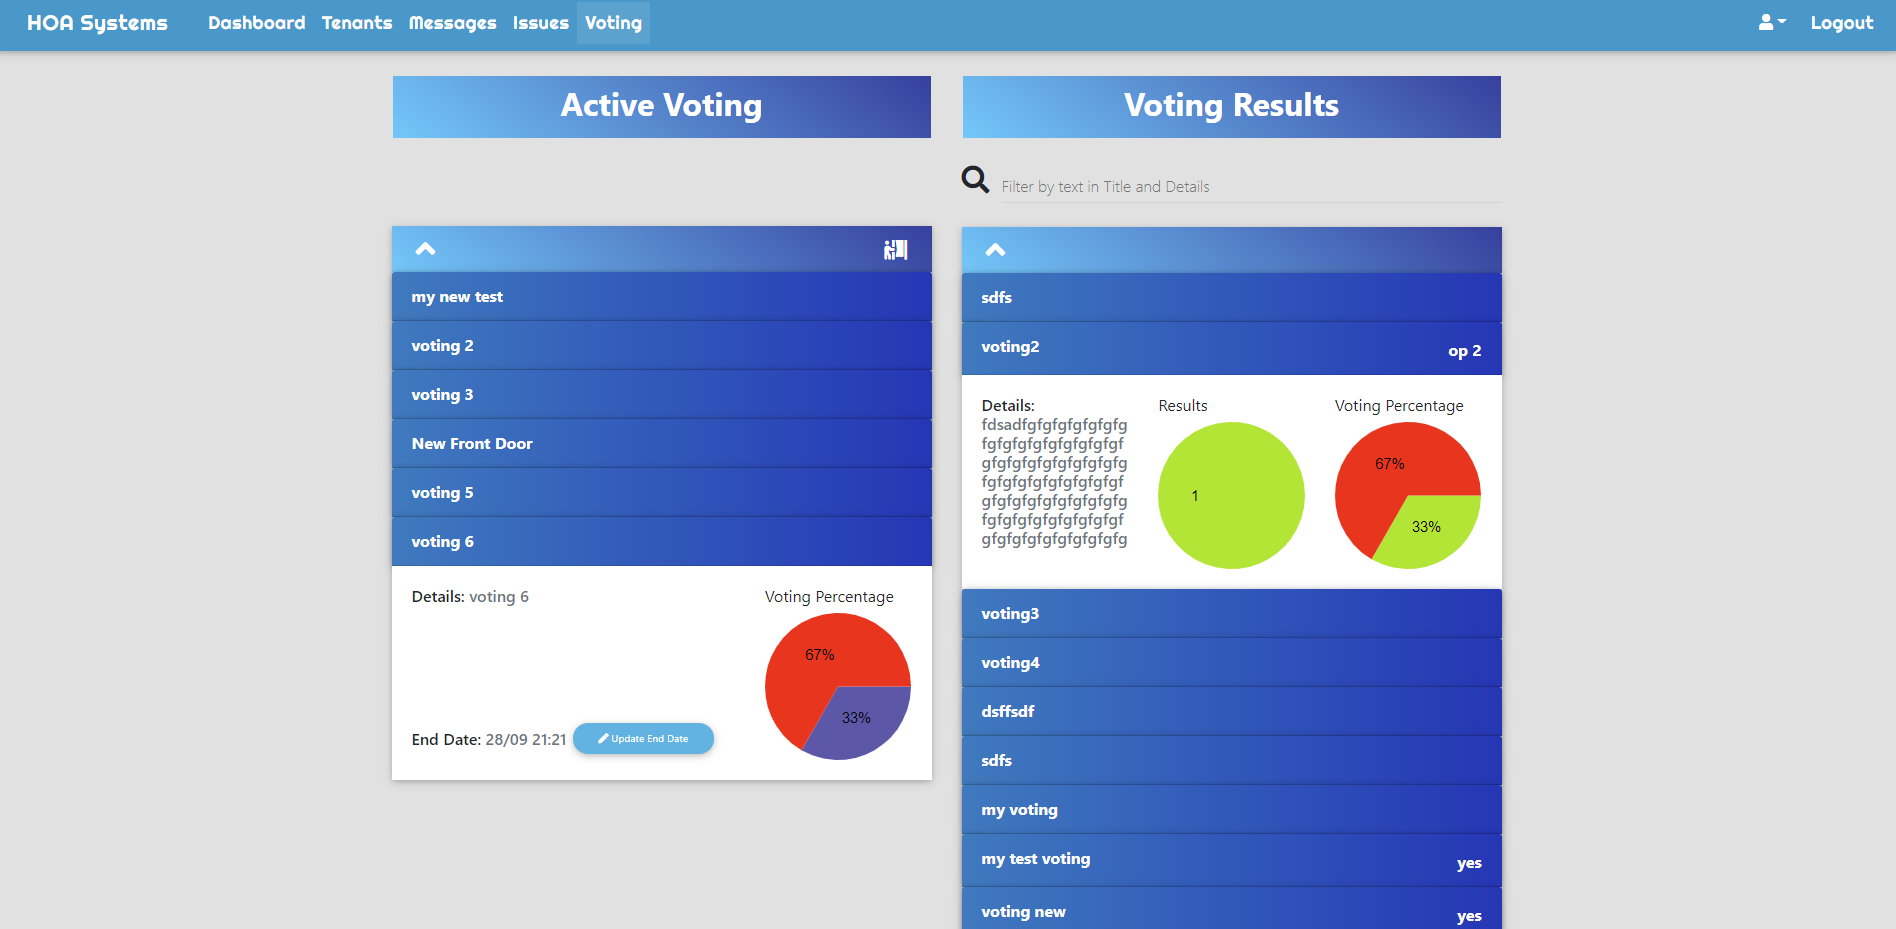 HOA Systems
Dashboard
Tenants
Messages
Issues
Voting
Logout
Active Voting
my new test
voting 2
voting 3
New Front Door
voting 5
voting 6
Details: voting 6
Voting Percentage
67%
33%
End Date: 28/09 21:21
Update End Date
Voting Results
Filter by text in Title and Details
sdfs
voting2
op 2
Details:
fdsadfgfgfgfgfgfgfg
fgfgfgfgfgfgfgfgfgf
gfgfgfgfgfgfgfgfgfg
fgfgfgfgfgfgfgfgfgf
gfgfgfgfgfgfgfgfgfg
fgfgfgfgfgfgfgfgfgf
gfgfgfgfgfgfgfgfgfg
Results
1
Voting Percentage
67%
33%
voting3
voting4
dsffsdf
sdfs
my voting
my test voting
yes
voting new
yes